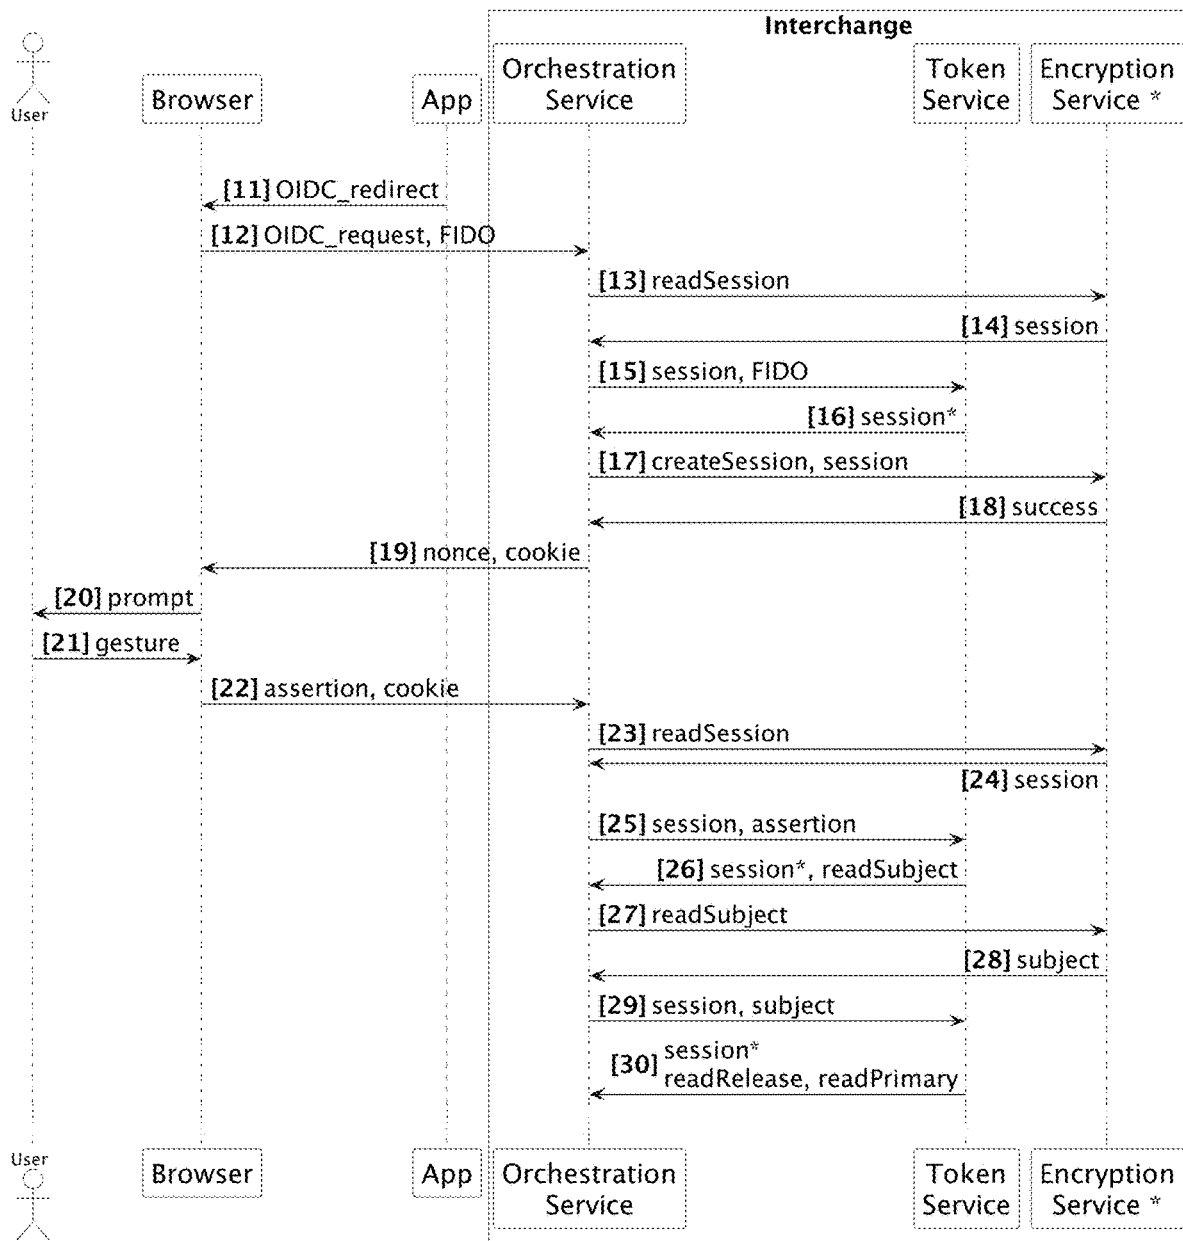 Interchange
User
Browser
App
Orchestration
Service
Token
Service
Encryption
Service *
[11] OIDC_redirect
[12] OIDC_request, FIDO
[13] readSession
[14] session
[15] session, FIDO
[16] session*
[17] createSession, session
[18] success
[19] nonce, cookie
[20] prompt
[21] gesture
[22] assertion, cookie
[23] readSession
[24] session
[25] session, assertion
[26] session*, readSubject
[27] readSubject
[28] subject
[29] session, subject
[30] session*
readRelease, readPrimary
User
Browser
App
Orchestration
Service
Token
Service
Encryption
Service *